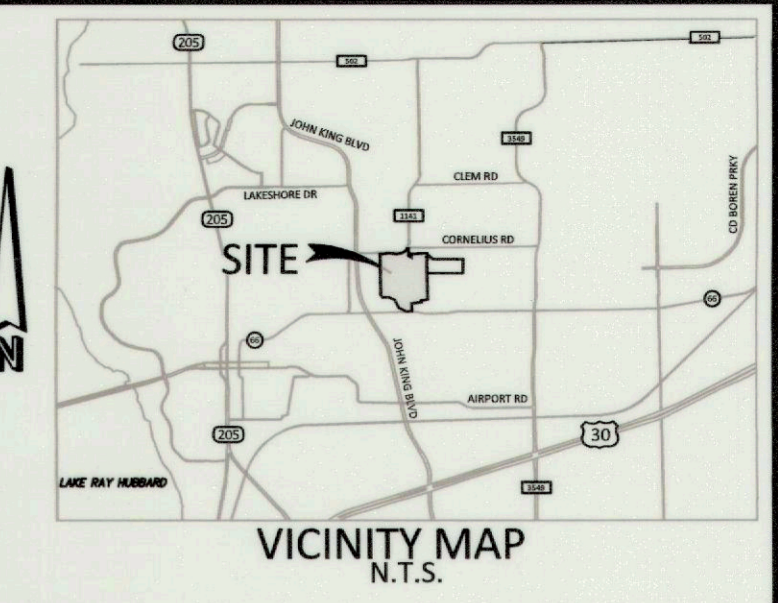 205
502
502
JOHN KING BLVD
3549
CLEM RD
LAKESHORE DR
CD BOREN PRKY
205
1141
CORNELIUS RD
SITE
66
66
JOHN KING BLVD
AIRPORT RD
205
30
LAKE RAY HUBBARD
3549
N
VICINITY MAP
N.T.S.